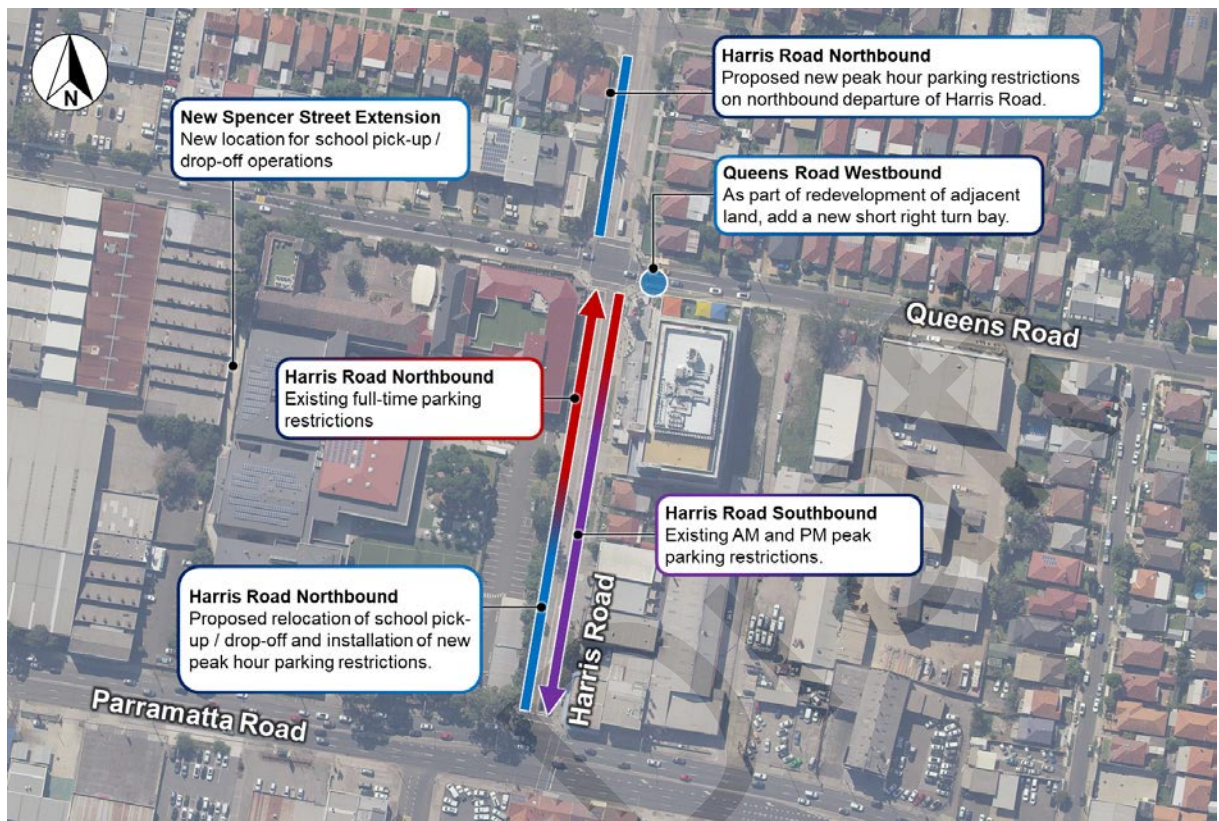 N
Harris Road Northbound
Proposed new peak hour parking restrictions
on northbound departure of Harris Road.
New Spencer Street Extension
New location for school pick-up /
drop-off operations
Queens Road Westbound
As part of redevelopment of adjacent
land, add a new short right turn bay.
Queens Road
Harris Road Northbound
Existing full-time parking
restrictions
Harris Road Southbound
Existing AM and PM peak
parking restrictions.
Harris Road Northbound
Proposed relocation of school pick-
up / drop-off and installation of new
peak hour parking restrictions.
Harris Road
Parramatta Road
Draft